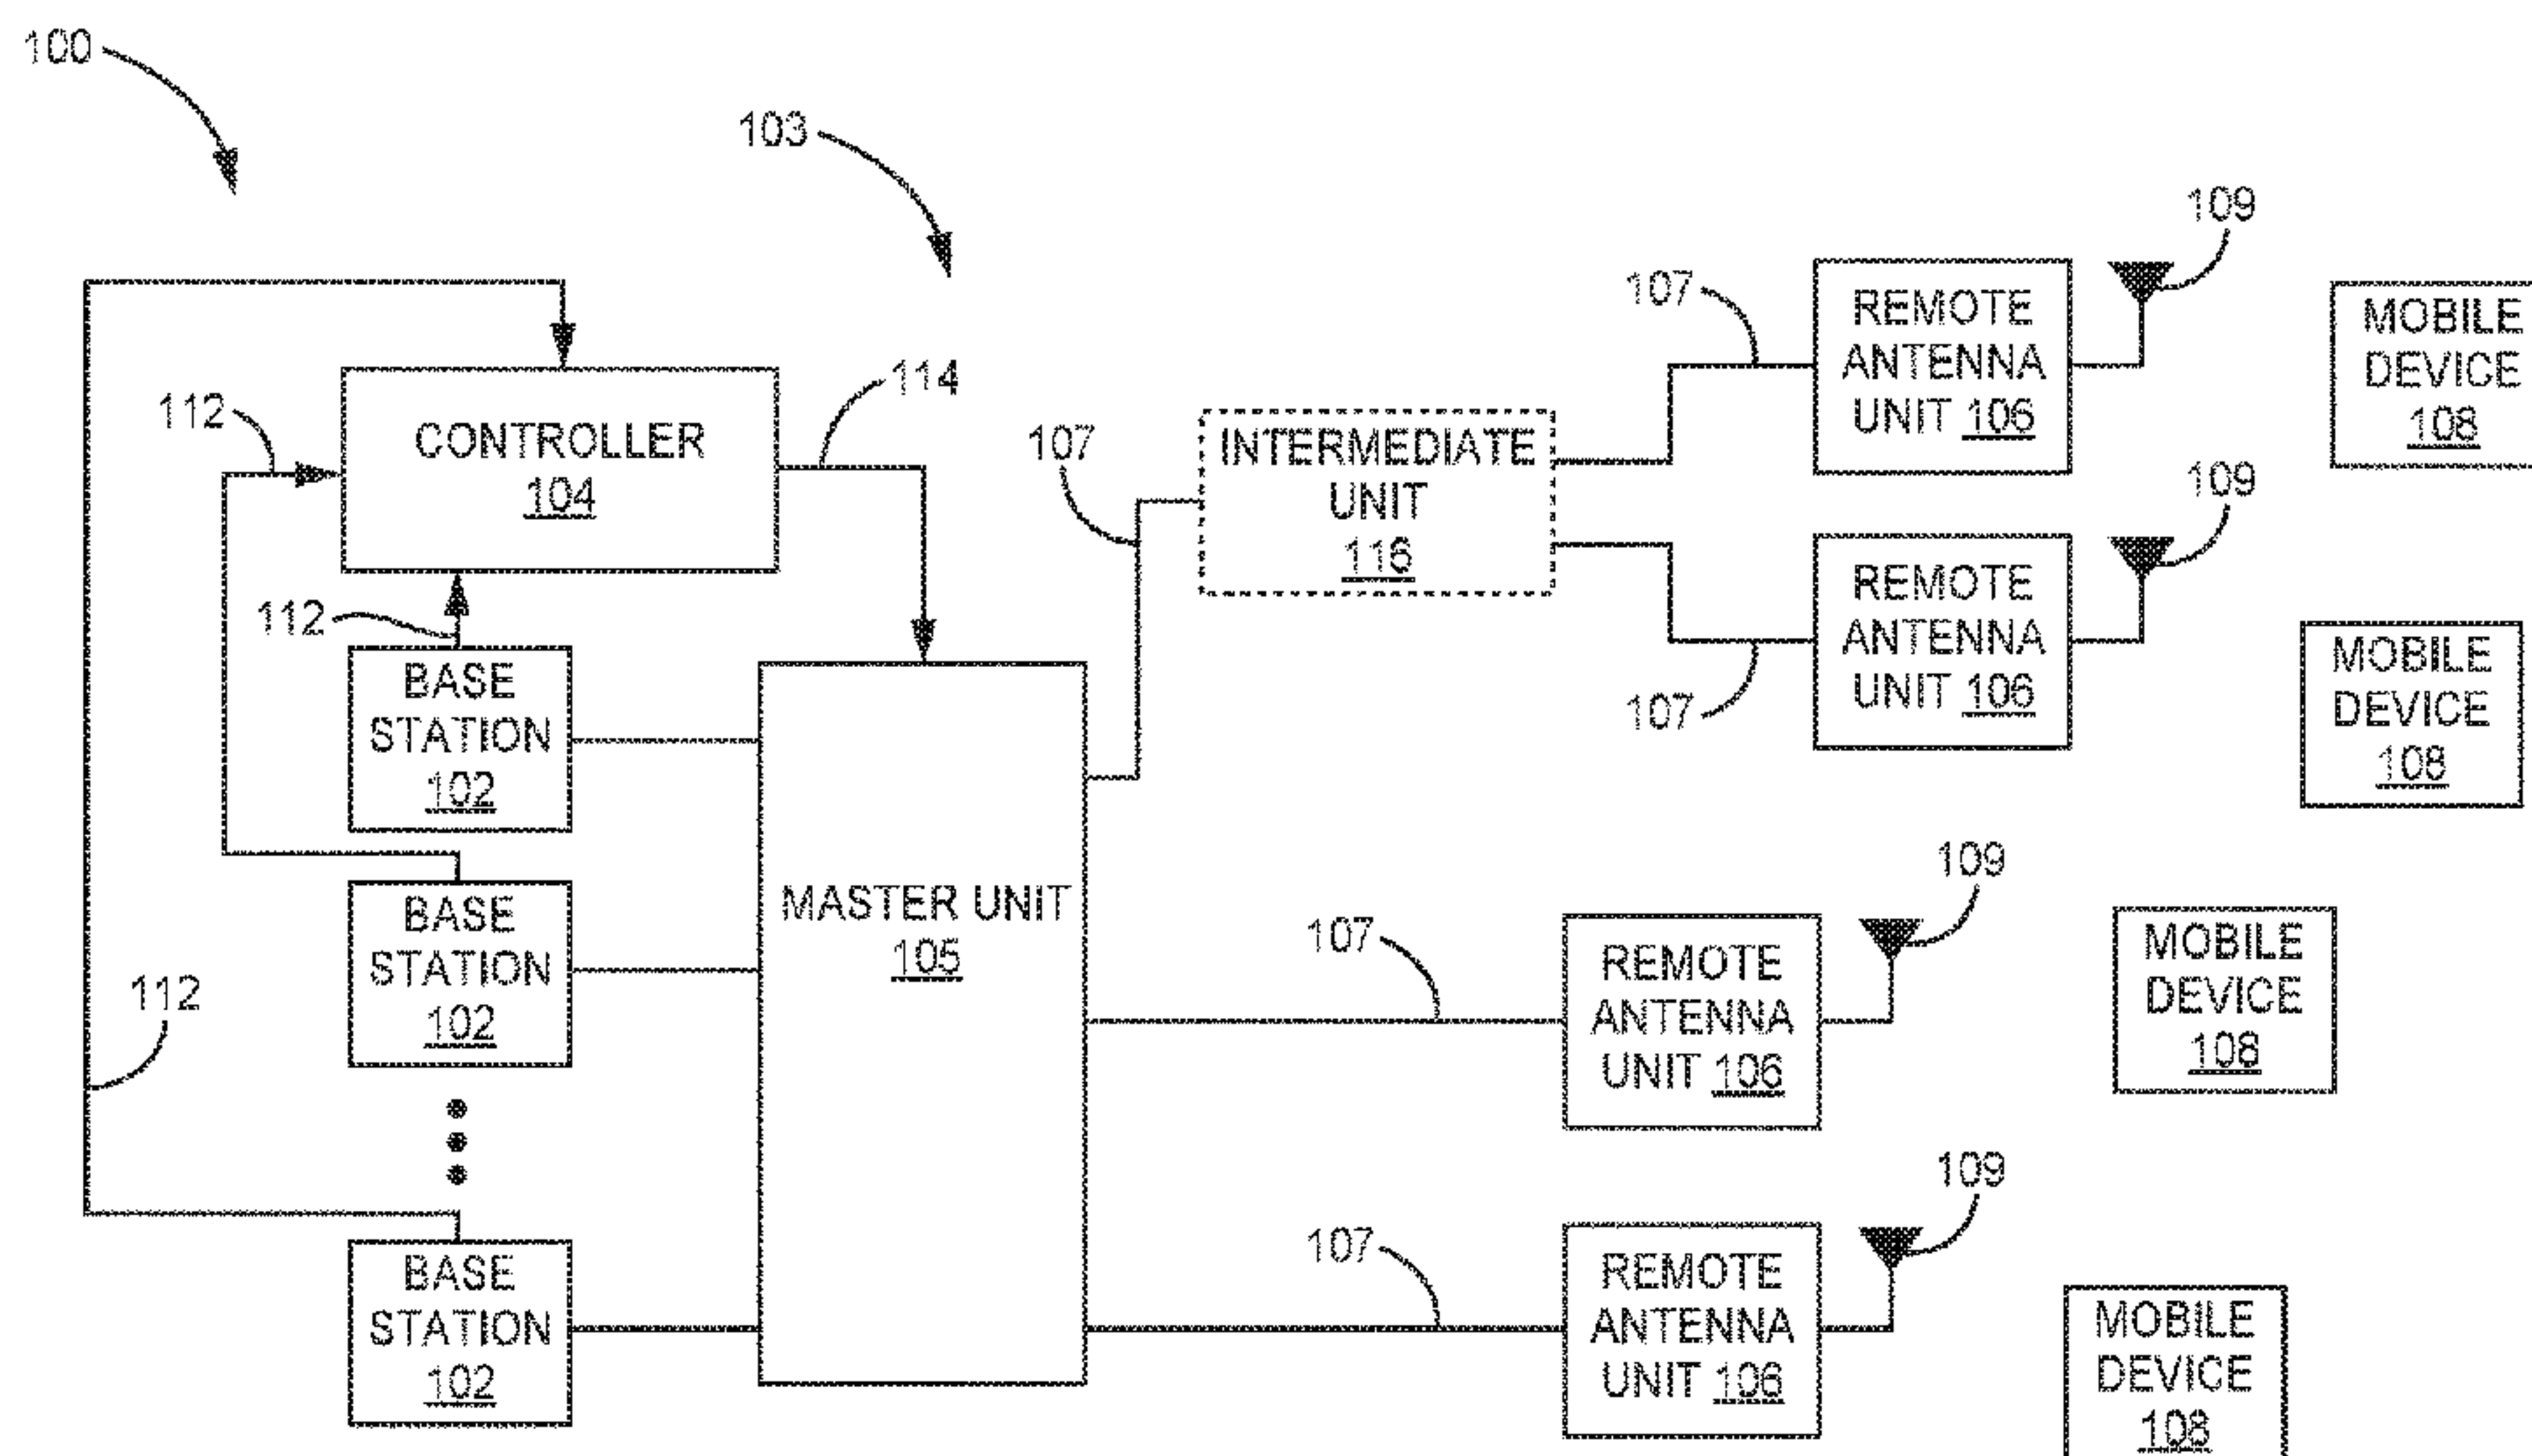 100
103
109
107
REMOTE
ANTENNA
UNIT 106
MOBILE
DEVICE
108
112
CONTROLLER
104
114
107
INTERMEDIATE
UNIT
116
109
REMOTE
ANTENNA
UNIT 106
107
MOBILE
DEVICE
108
112
BASE
STATION
102
MASTER UNIT
105
BASE
STATION
102
112
107
REMOTE
ANTENNA
UNIT 106
109
MOBILE
DEVICE
108
BASE
STATION
102
107
REMOTE
ANTENNA
UNIT 106
109
MOBILE
DEVICE
108